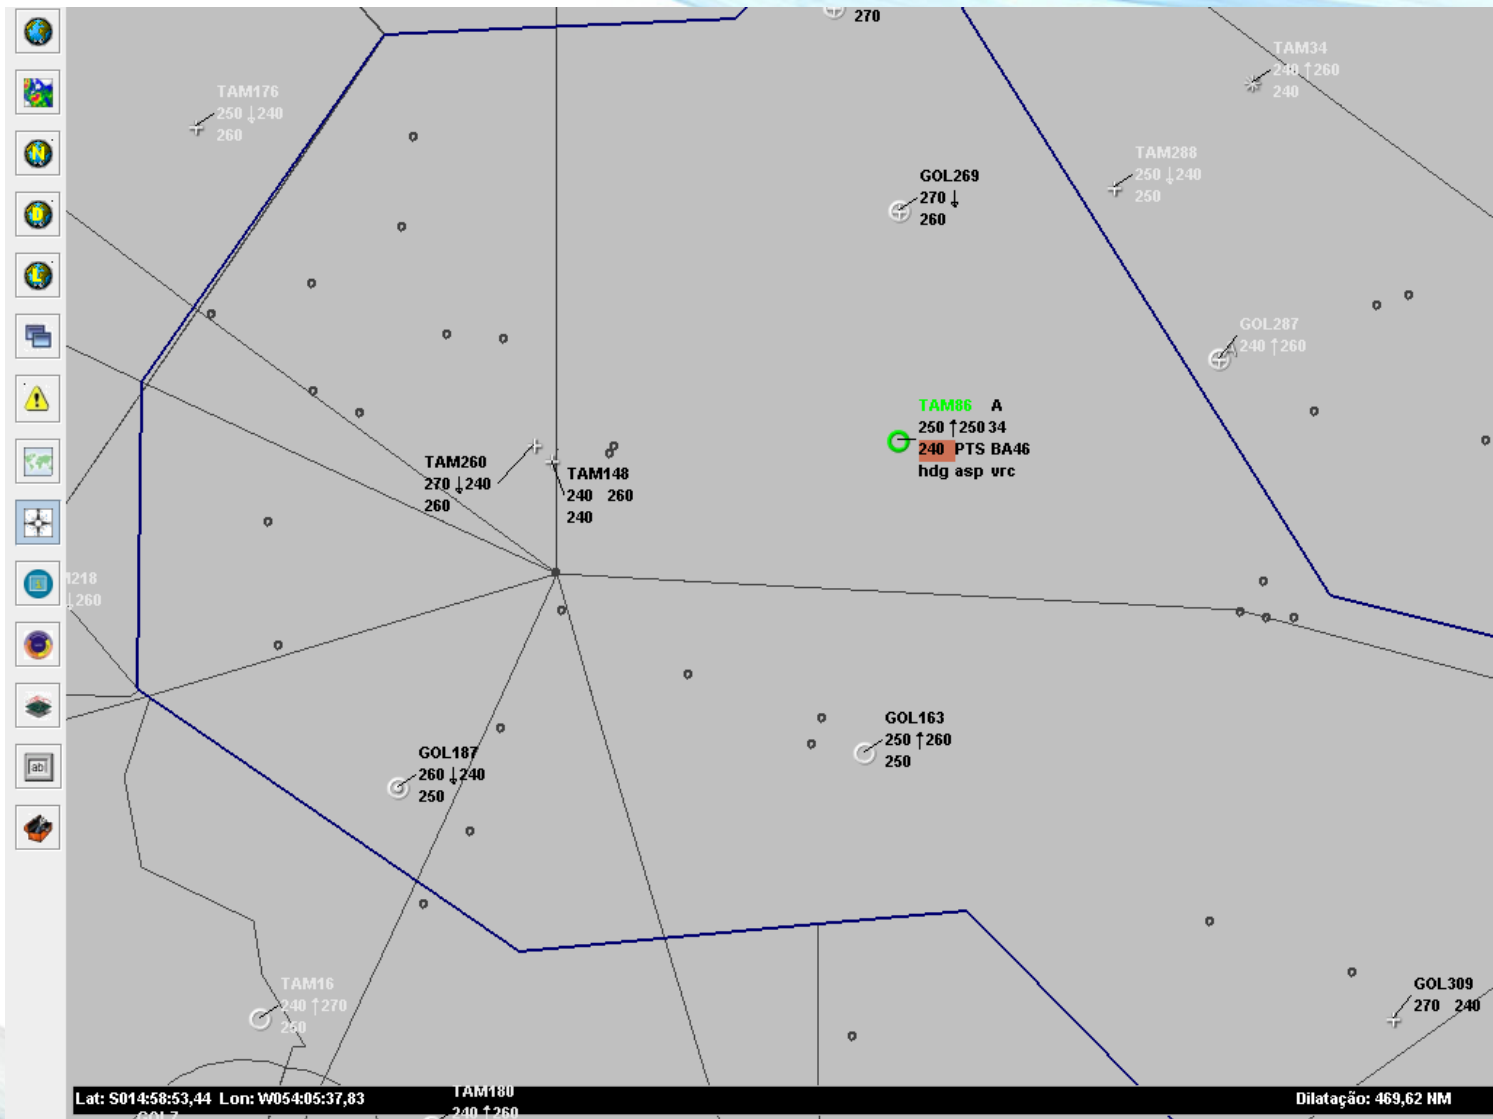 270
TAM34
240 ↑260
240
TAM176
250 ↓240
260
TAM288
250 ↓240
250
GOL269
270 ↓
260
GOL287
240 ↑260
TAM86 A
250 ↑250 34
240 PTS BA46
hdg asp vrc
TAM260
270 ↓240
260
TAM148
240 260
240
↓260
GOL163
250 ↑260
250
GOL187
260 ↓240
250
TAM16
240 ↑270
250
GOL309
270 240
TAM180
240 ↑260
Lat: S014:58:53,44 Lon: W054:05:37,83
Dilatação: 469,62 NM